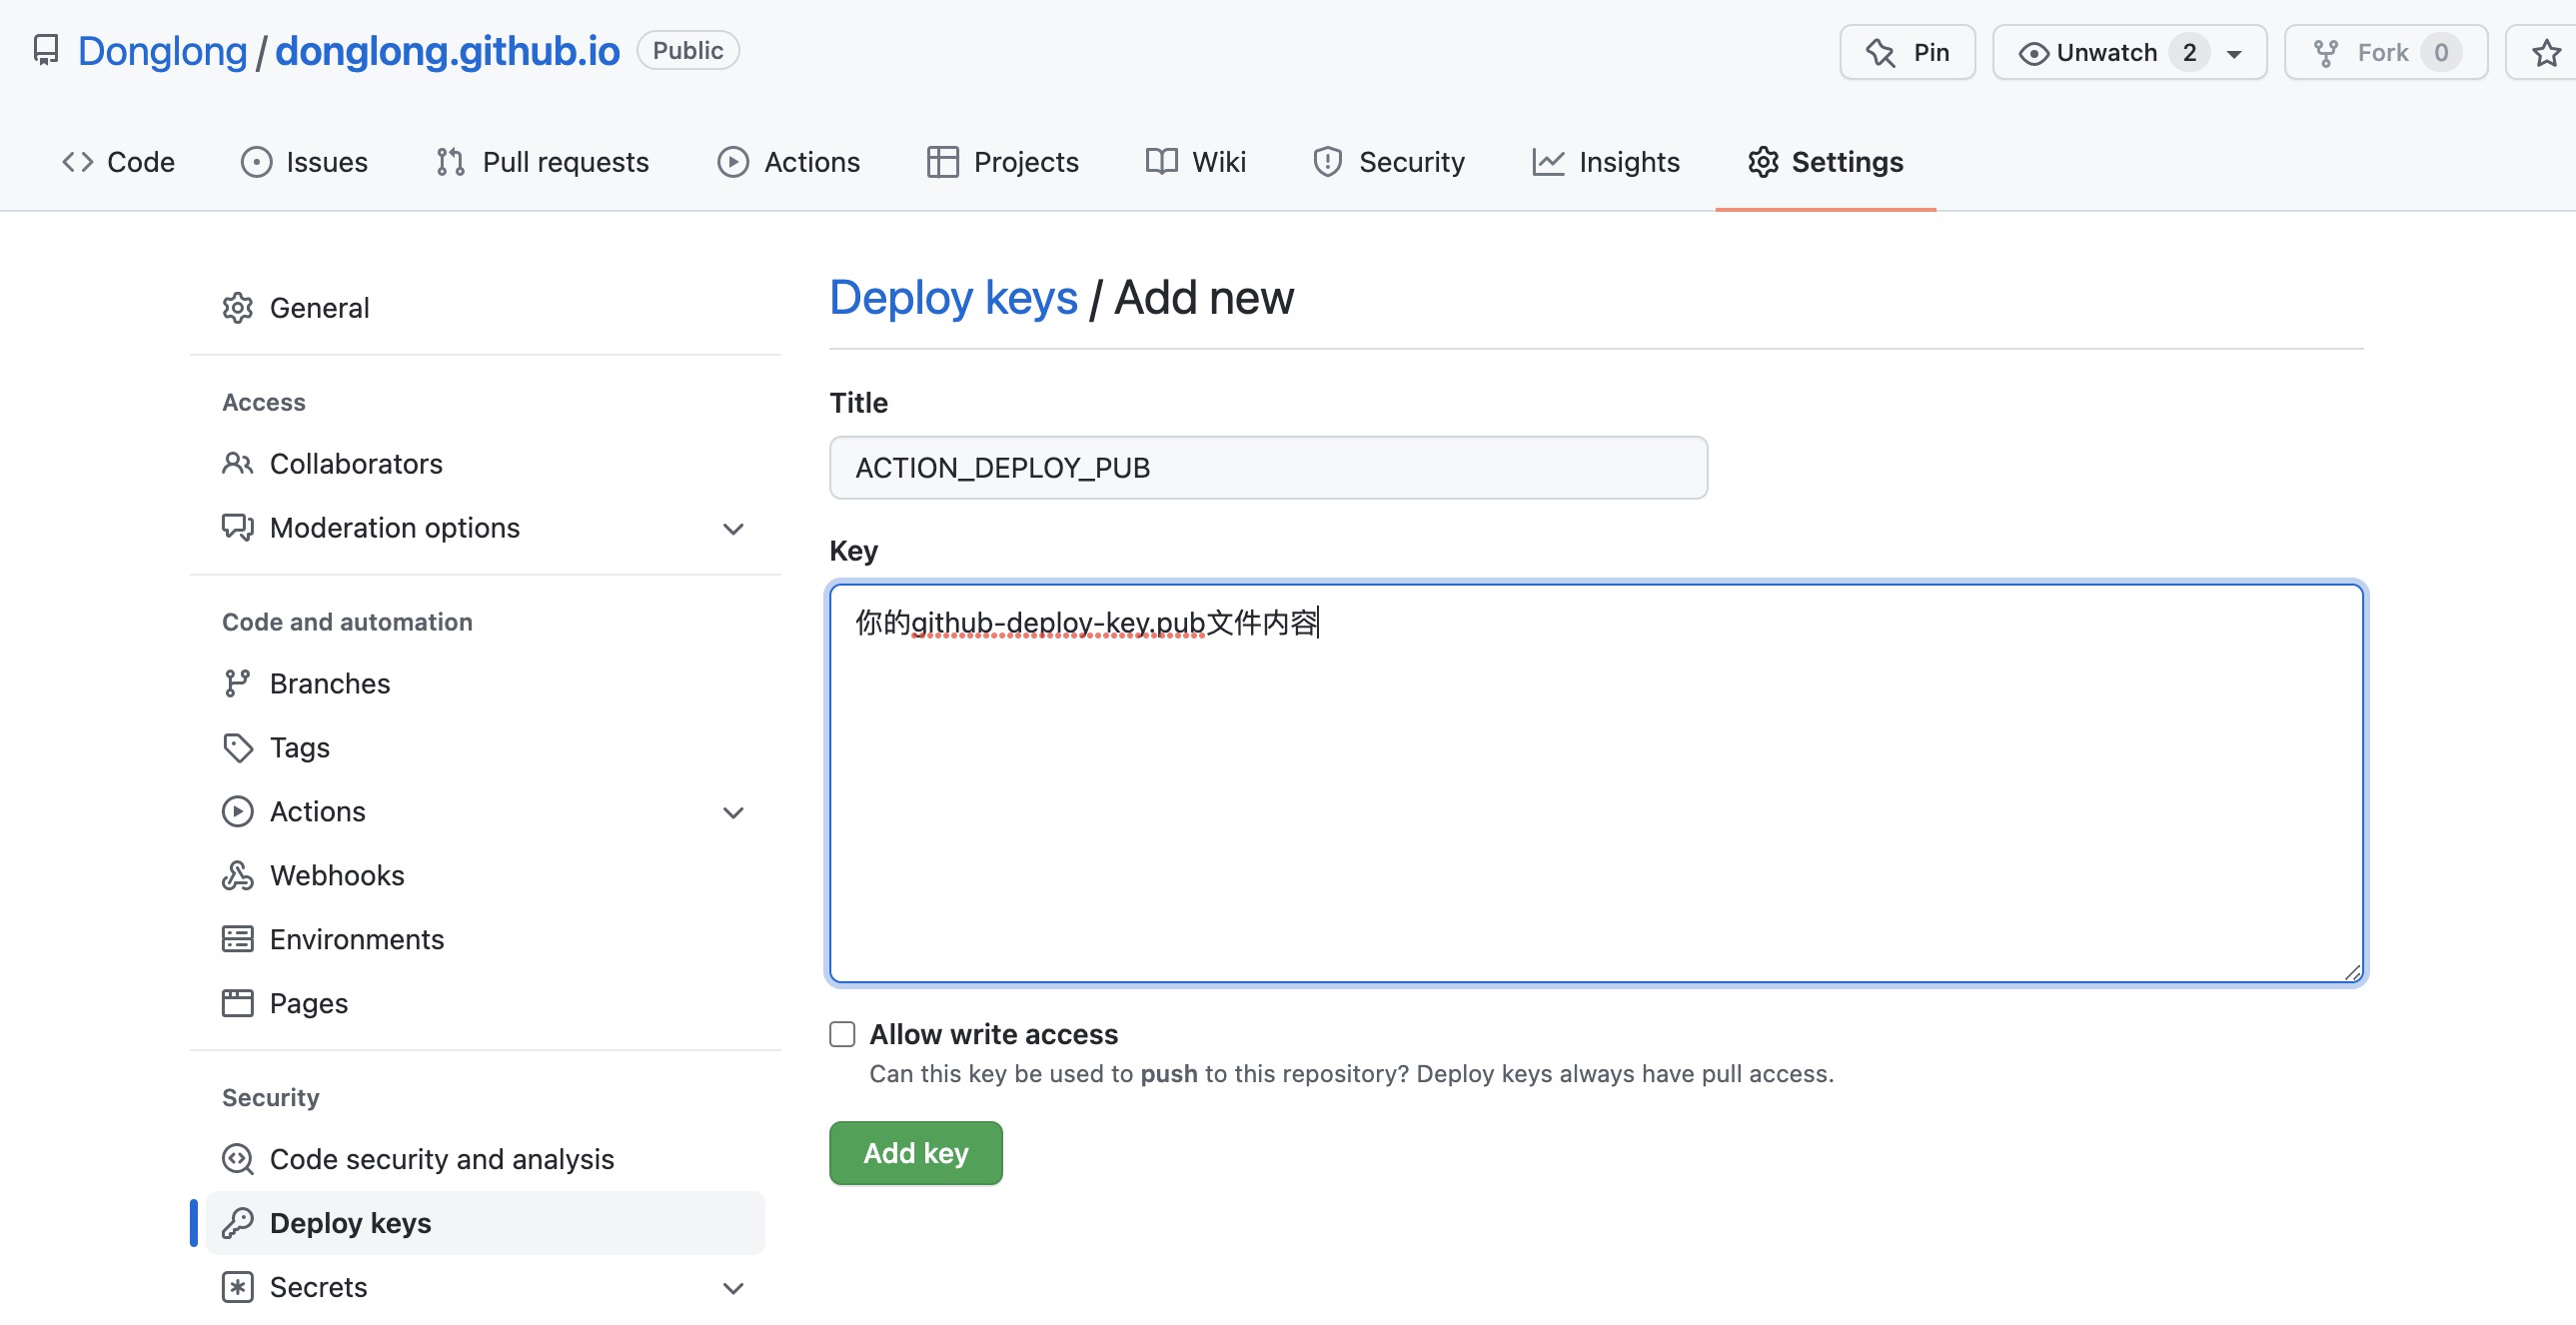 Donglong / donglong.github.io Public
Pin
Unwatch 2
Fork 0
Code
Issues
Pull requests
Actions
Projects
Wiki
Security
Insights
Settings
General
Access
Collaborators
Moderation options
Code and automation
Branches
Tags
Actions
Webhooks
Environments
Pages
Security
Code security and analysis
Deploy keys
Secrets
Deploy keys / Add new
Title
ACTION_DEPLOY_PUB
Key
你的github-deploy-key.pub文件内容
Allow write access
Can this key be used to push to this repository? Deploy keys always have pull access.
Add key